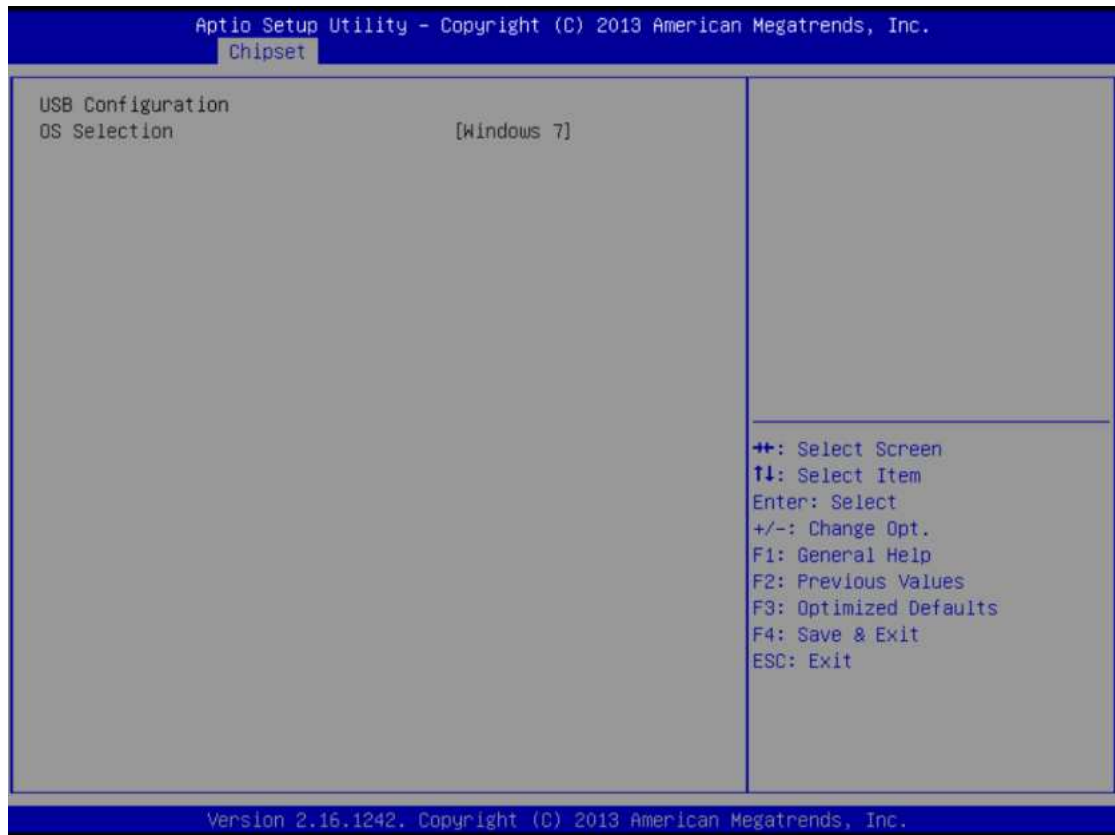 Aptio Setup Utility – Copyright (C) 2013 American Megatrends, Inc.
Chipset
USB Configuration
OS Selection [Windows 7]
→←: Select Screen
↑↓: Select Item
Enter: Select
+/-: Change Opt.
F1: General Help
F2: Previous Values
F3: Optimized Defaults
F4: Save & Exit
ESC: Exit
Version 2.16.1242. Copyright (C) 2013 American Megatrends, Inc.